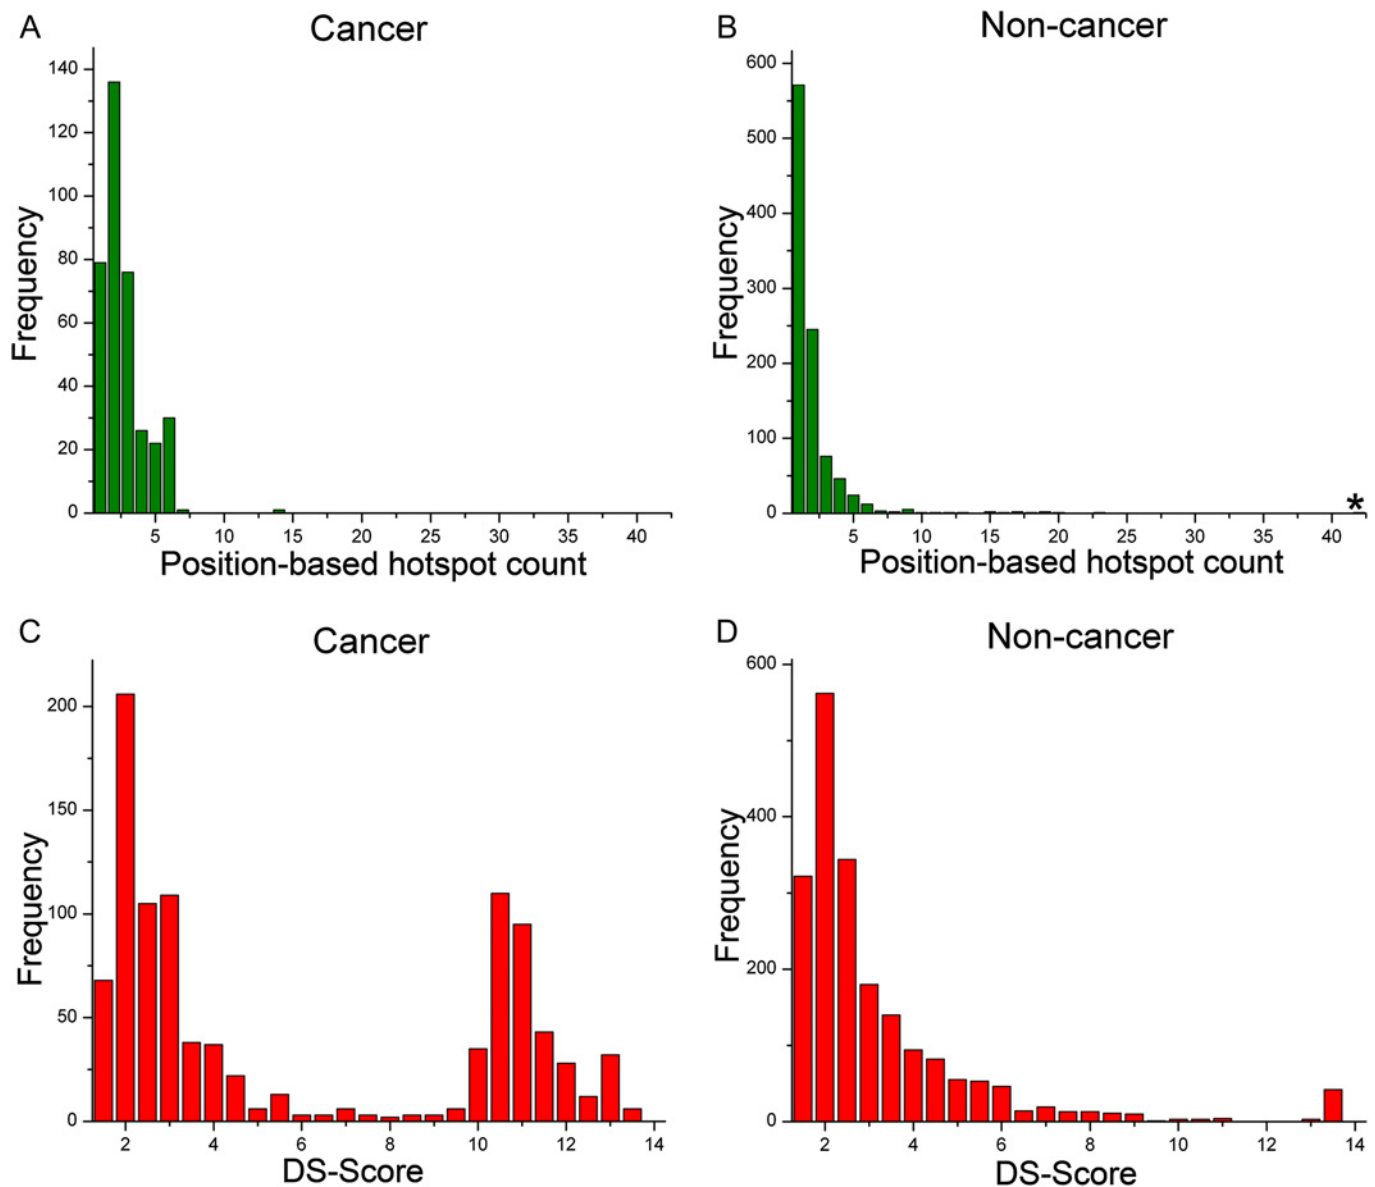 A
Cancer
B
Non-cancer
140
120
100
80
60
40
20
0
Frequency
5 10 15 20 25 30 35 40
Position-based hotspot count
600
500
400
300
200
100
0
Frequency
*
5 10 15 20 25 30 35 40
Position-based hotspot count
C
Cancer
D
Non-cancer
200
150
100
50
0
Frequency
2 4 6 8 10 12 14
DS-Score
600
400
200
0
Frequency
2 4 6 8 10 12 14
DS-Score